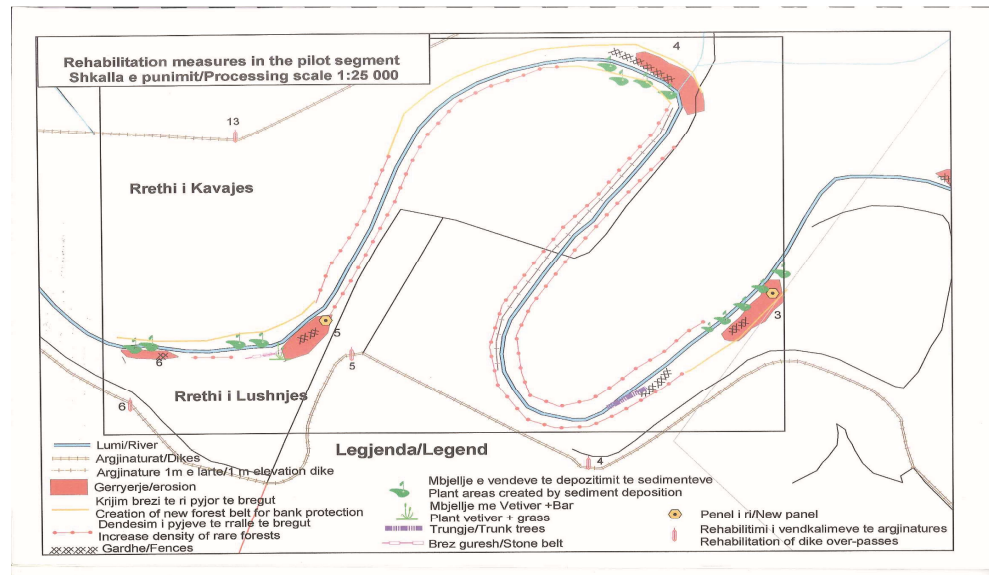 Rehabilitation measures in the pilot segment
Shkalla e punimit/Processing scale 1:25 000
4
13
Rrethi i Kavajes
3
5
6
5
Rrethi i Lushnjes
6
4
Legjenda/Legend
Lumi/River
Argjinaturat/Dikes
Argjinature 1m e larte/1 m elevation dike
Gerryerje/erosion
Krijim brezi te ri pyjor te bregut
Creation of new forest belt for bank protection
Dendesim i pyjeve te rralle te bregut
Increase density of rare forests
Gardhe/Fences
Mbjellje e vendeve te depozitimit te sedimenteve
Plant areas created by sediment deposition
Mbjellje me Vetiver +Bar
Plant vetiver + grass
Trungje/Trunk trees
Brez guresh/Stone belt
Penel i ri/New panel
Rehabilitimi i vendkalimeve te argjinatures
Rehabilitation of dike over-passes